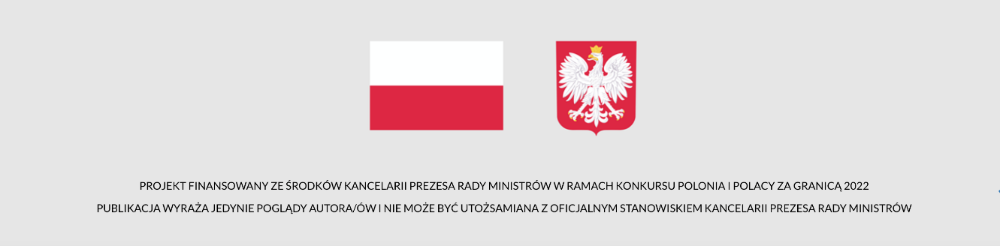 PROJEKT FINANSOWANY ZE ŚRODKÓW KANCELARII PREZESA RADY MINISTRÓW W RAMACH KONKURSU POLONIA I POLACY ZA GRANICĄ 2022
PUBLIKACJA WYRAŻA JEDYNIE POGLĄDY AUTORA/ÓW I NIE MOŻE BYĆ UTOŻSAMIANA Z OFICJALNYM STANOWISKIEM KANCELARII PREZESA RADY MINISTRÓW